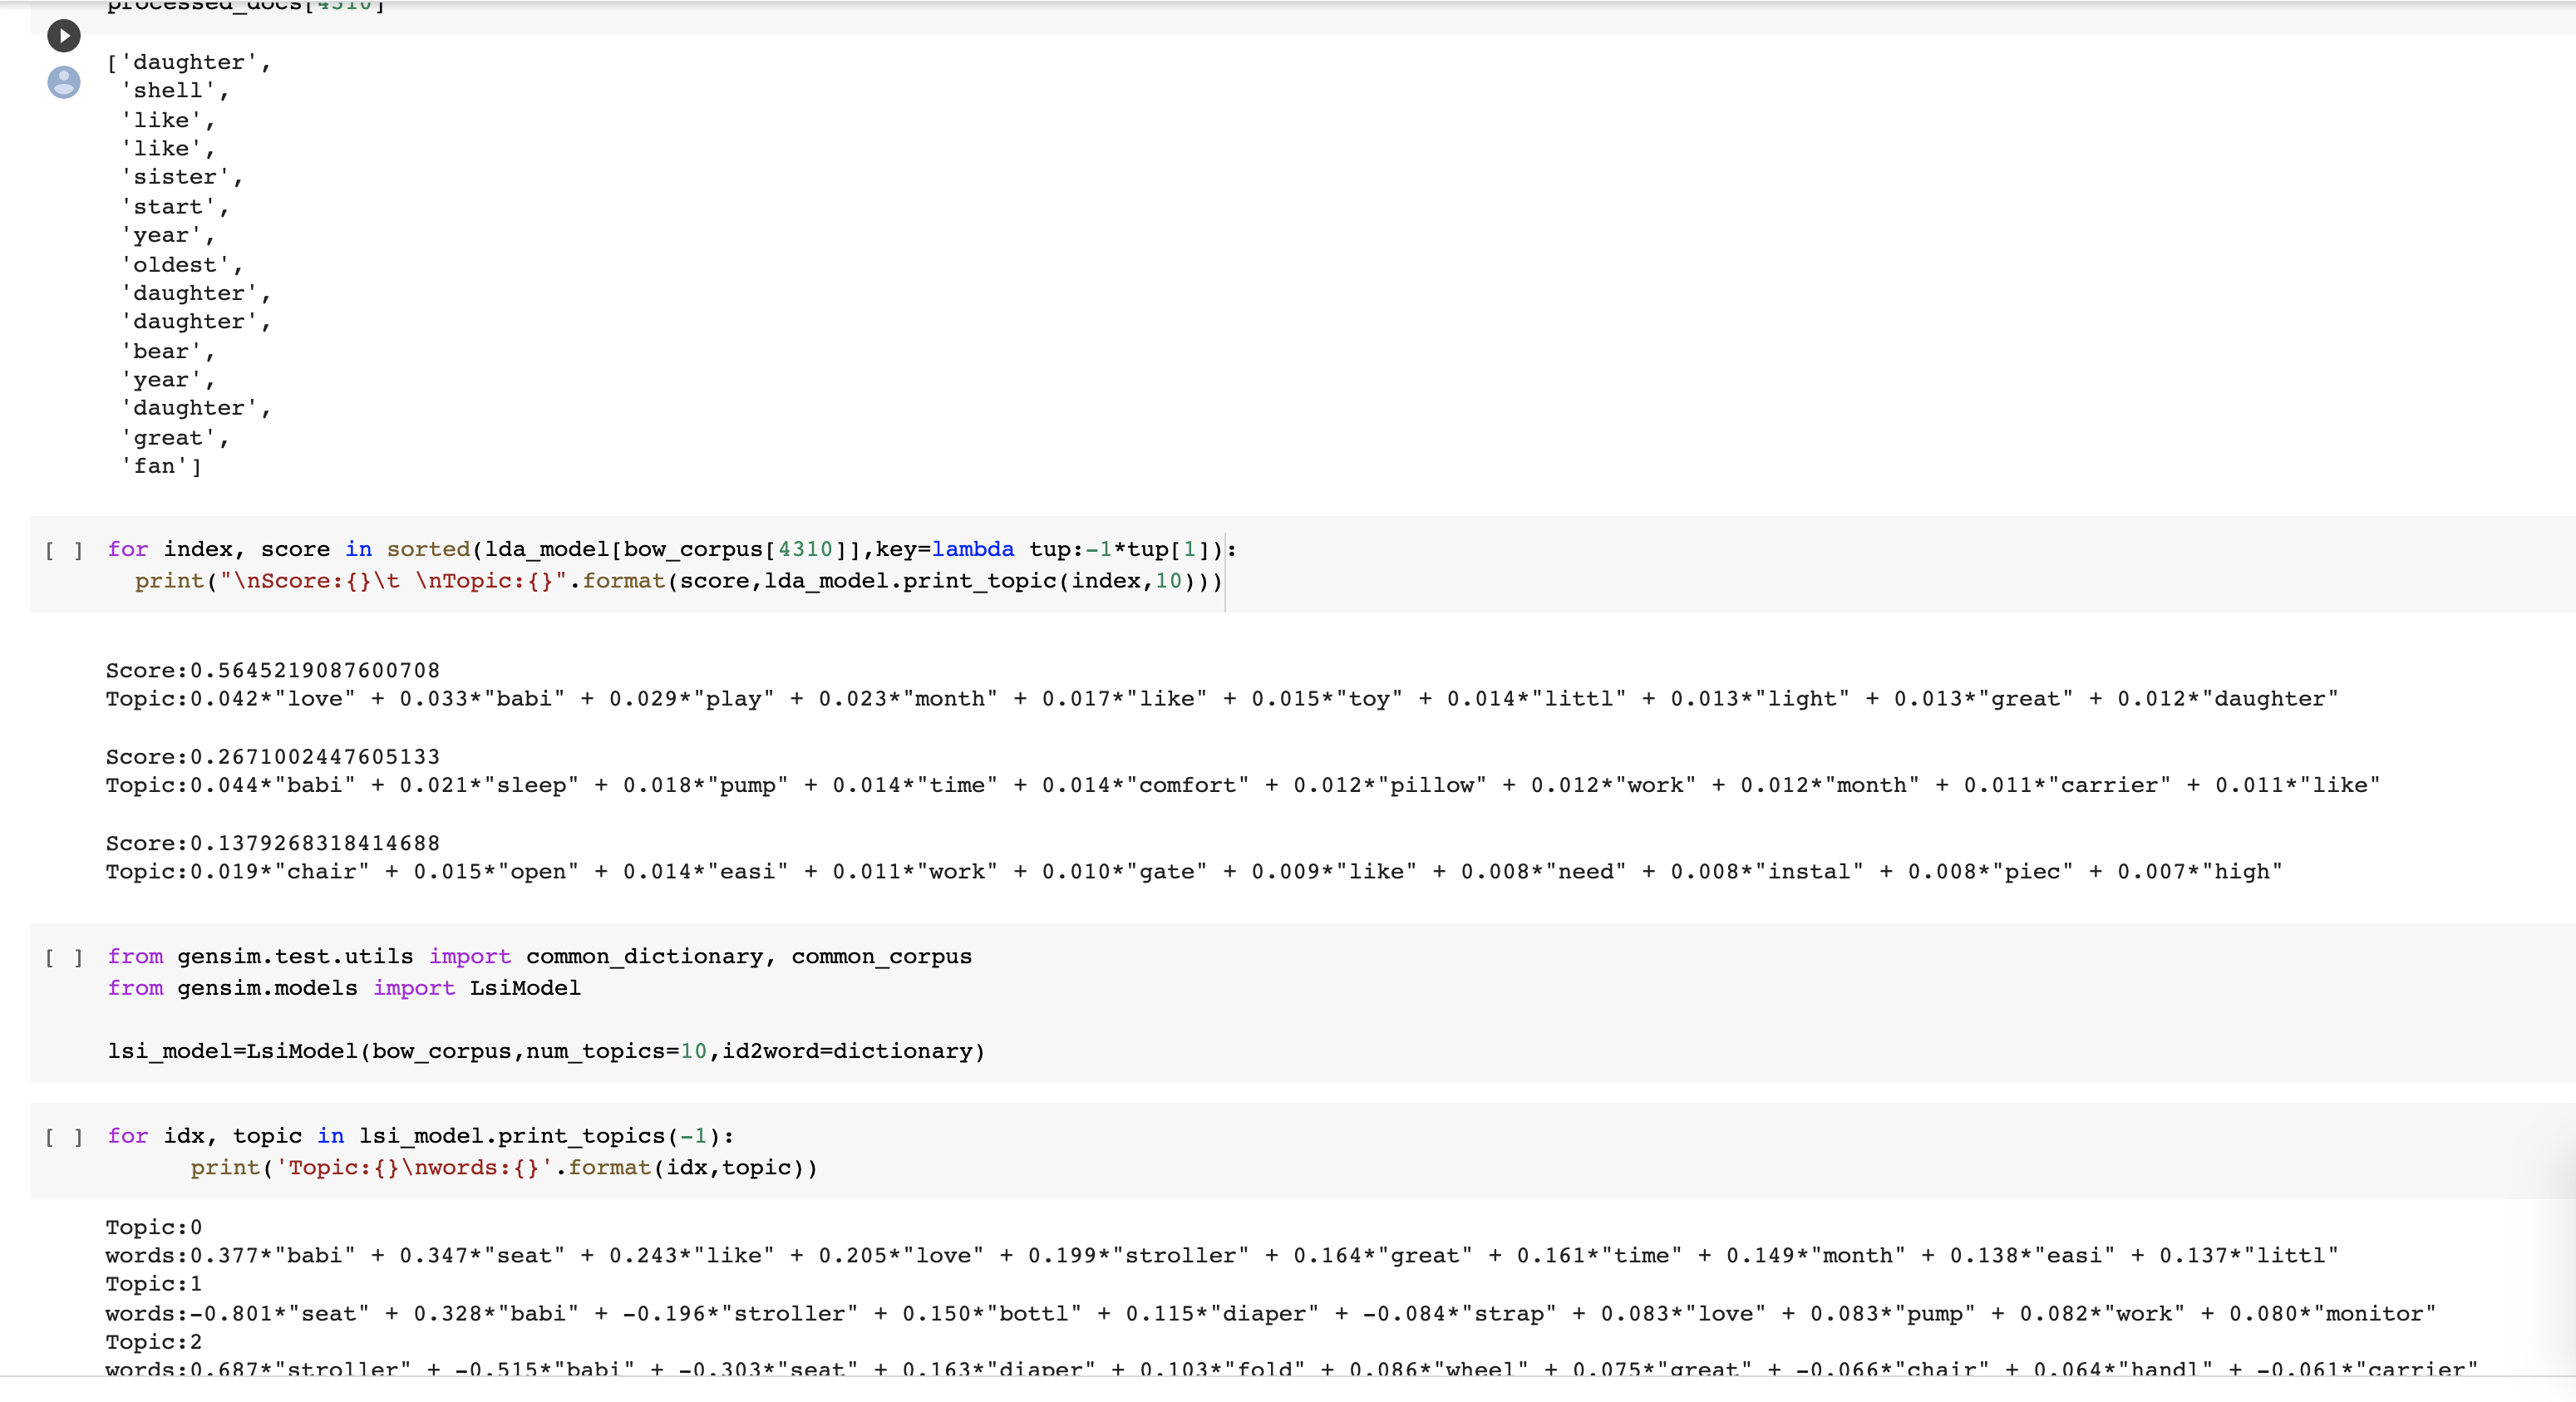 processed_docs[4310]
['daughter',
'shell',
'like',
'like',
'sister',
'start',
'year',
'oldest',
'daughter',
'daughter',
'bear',
'year',
'daughter',
'great',
'fan']
[ ] for index, score in sorted(lda_model[bow_corpus[4310]],key=lambda tup:-1*tup[1]):
print("\nScore:{}\t \nTopic:{}".format(score,lda_model.print_topic(index,10)))
Score:0.5645219087600708
Topic:0.042*"love" + 0.033*"babi" + 0.029*"play" + 0.023*"month" + 0.017*"like" + 0.015*"toy" + 0.014*"littl" + 0.013*"light" + 0.013*"great" + 0.012*"daughter"
Score:0.2671002447605133
Topic:0.044*"babi" + 0.021*"sleep" + 0.018*"pump" + 0.014*"time" + 0.014*"comfort" + 0.012*"pillow" + 0.012*"work" + 0.012*"month" + 0.011*"carrier" + 0.011*"like"
Score:0.1379268318414688
Topic:0.019*"chair" + 0.015*"open" + 0.014*"easi" + 0.011*"work" + 0.010*"gate" + 0.009*"like" + 0.008*"need" + 0.008*"instal" + 0.008*"piec" + 0.007*"high"
[ ] from gensim.test.utils import common_dictionary, common_corpus
from gensim.models import LsiModel
lsi_model=LsiModel(bow_corpus,num_topics=10,id2word=dictionary)
[ ] for idx, topic in lsi_model.print_topics(-1):
print('Topic:{}\nwords:{}'.format(idx,topic))
Topic:0
words:0.377*"babi" + 0.347*"seat" + 0.243*"like" + 0.205*"love" + 0.199*"stroller" + 0.164*"great" + 0.161*"time" + 0.149*"month" + 0.138*"easi" + 0.137*"littl"
Topic:1
words:-0.801*"seat" + 0.328*"babi" + -0.196*"stroller" + 0.150*"bottl" + 0.115*"diaper" + -0.084*"strap" + 0.083*"love" + 0.083*"pump" + 0.082*"work" + 0.080*"monitor"
Topic:2
words:0.687*"stroller" + -0.515*"babi" + -0.303*"seat" + 0.163*"diaper" + 0.103*"fold" + 0.086*"wheel" + 0.075*"great" + -0.066*"chair" + 0.064*"handl" + -0.061*"carrier"